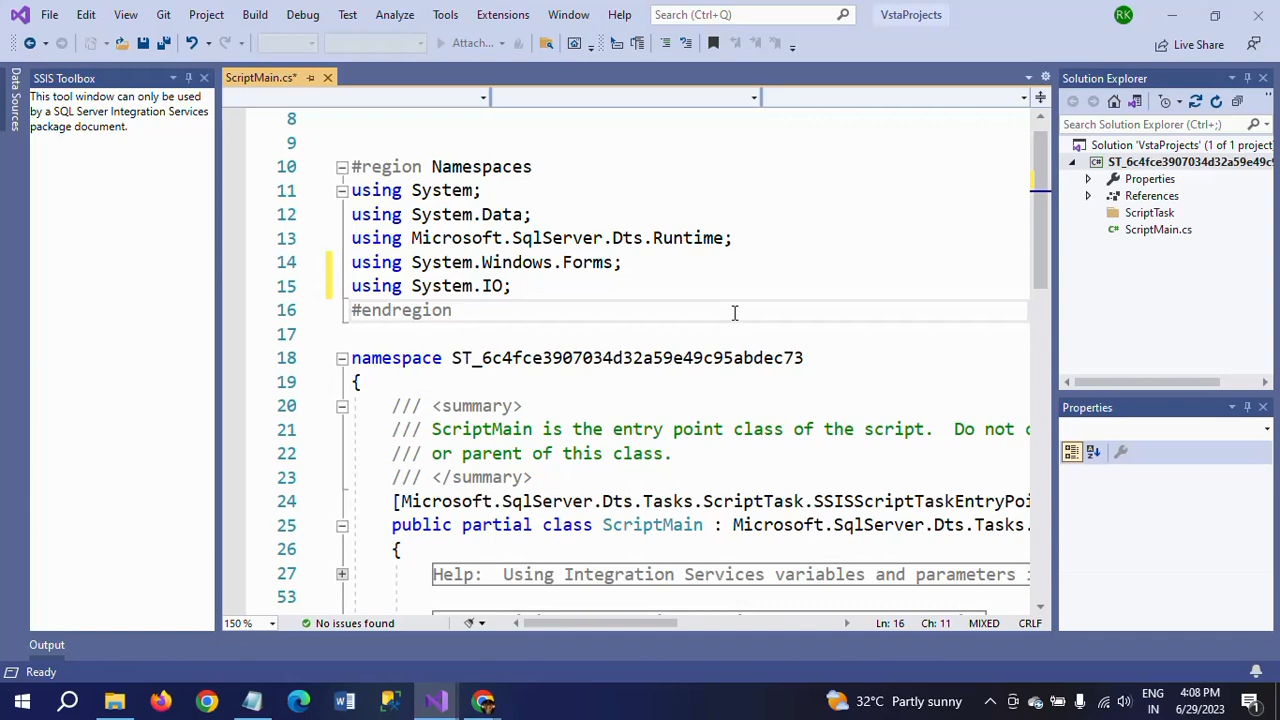 File Edit View Git Project Build Debug Test Analyze Tools Extensions Window Help Search (Ctrl+Q) VstaProjects RK
Attach... Live Share
Data Sources
SSIS Toolbox
This tool window can only be used
by a SQL Server Integration Services
package document.
ScriptMain.cs*
8
9
10 #region Namespaces
11 using System;
12 using System.Data;
13 using Microsoft.SqlServer.Dts.Runtime;
14 using System.Windows.Forms;
15 using System.IO;
16 #endregion
17
18 namespace ST_6c4fce3907034d32a59e49c95abdec73
19 {
20 /// <summary>
21 /// ScriptMain is the entry point class of the script.  Do not c
22 /// or parent of this class.
23 /// </summary>
24 [Microsoft.SqlServer.Dts.Tasks.ScriptTask.SSISScriptTaskEntryPoi
25 public partial class ScriptMain : Microsoft.SqlServer.Dts.Tasks.
26 {
27 Help:  Using Integration Services variables and parameters i
53
150 % No issues found Ln: 16 Ch: 11 MIXED CRLF
Solution Explorer
Search Solution Explorer (Ctrl+;)
Solution 'VstaProjects' (1 of 1 project
ST_6c4fce3907034d32a59e49c9
Properties
References
ScriptTask
C# ScriptMain.cs
Properties
Output
Ready
32°C Partly sunny
ENG
IN
4:08 PM
6/29/2023
1